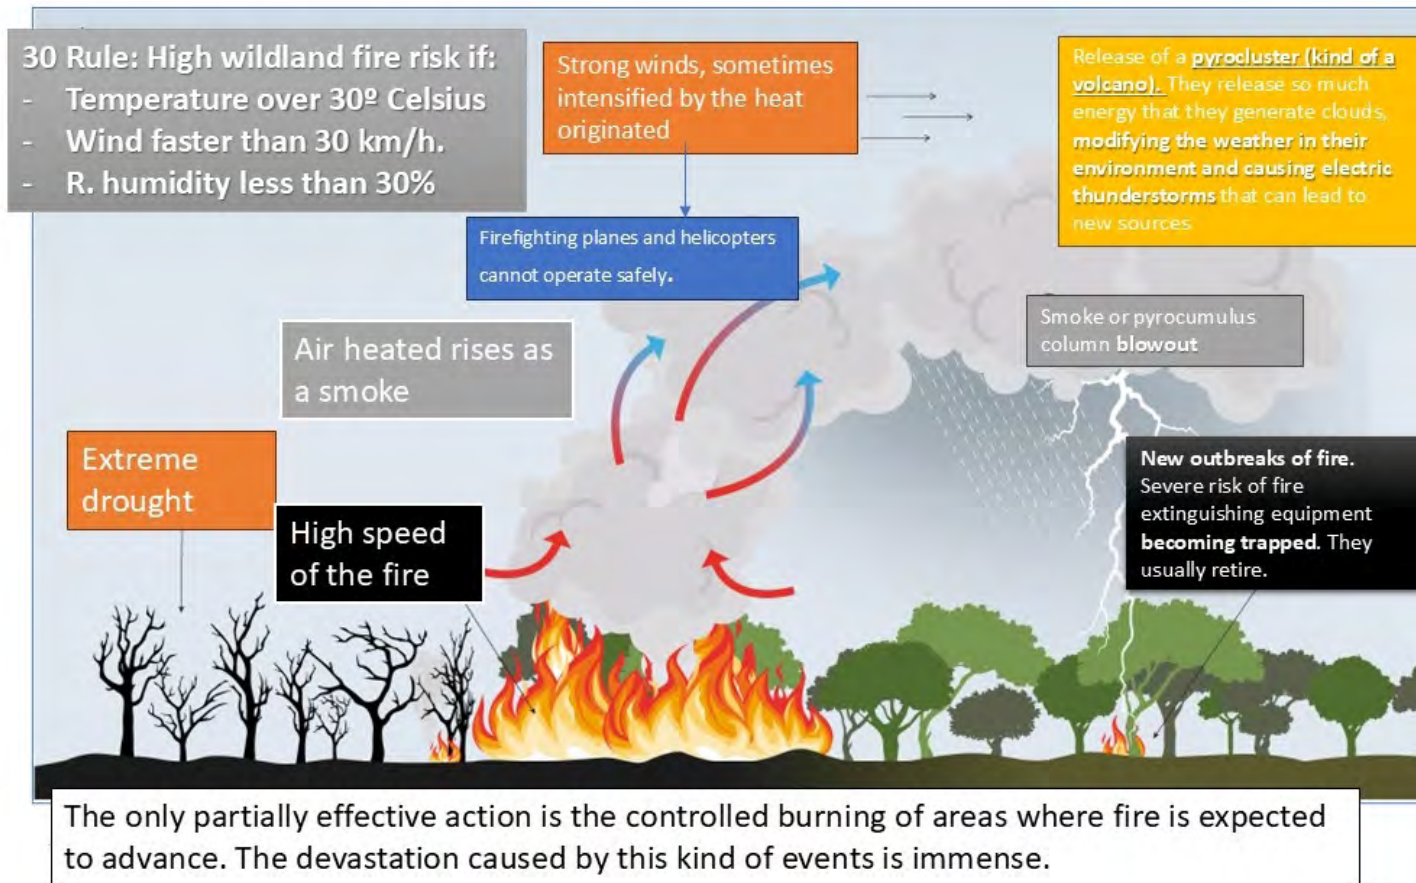 30 Rule: High wildland fire risk if:
- Temperature over 30º Celsius
- Wind faster than 30 km/h.
- R. humidity less than 30%
Strong winds, sometimes
intensified by the heat
originated
Release of a pyrocluster (kind of a
volcano). They release so much
energy that they generate clouds,
modifying the weather in their
environment and causing electric
thunderstorms that can lead to
new sources
Firefighting planes and helicopters
cannot operate safely.
Smoke or pyrocumulus
column blowout
Air heated rises as
a smoke
Extreme
drought
High speed
of the fire
New outbreaks of fire.
Severe risk of fire
extinguishing equipment
becoming trapped. They
usually retire.
The only partially effective action is the controlled burning of areas where fire is expected
to advance. The devastation caused by this kind of events is immense.